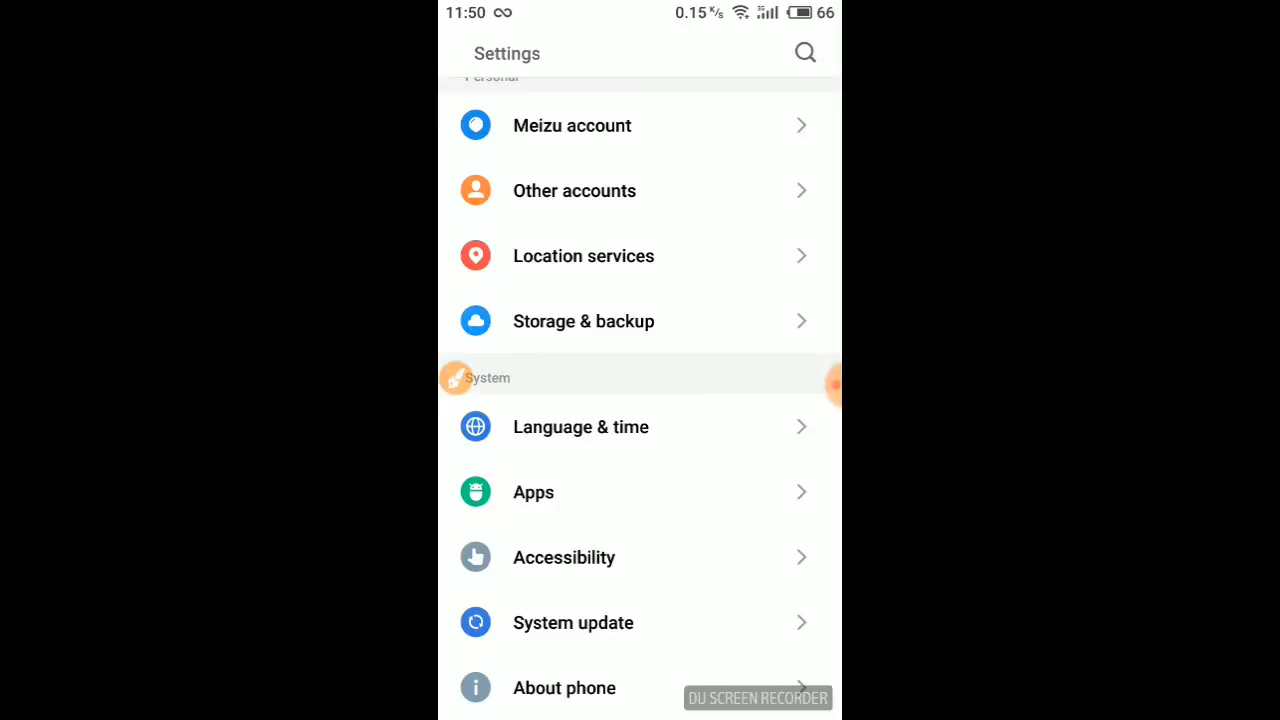 11:50 0.15 K/s 3G 66
Settings
Personal
Meizu account
Other accounts
Location services
Storage & backup
System
Language & time
Apps
Accessibility
System update
About phone
DU SCREEN RECORDER